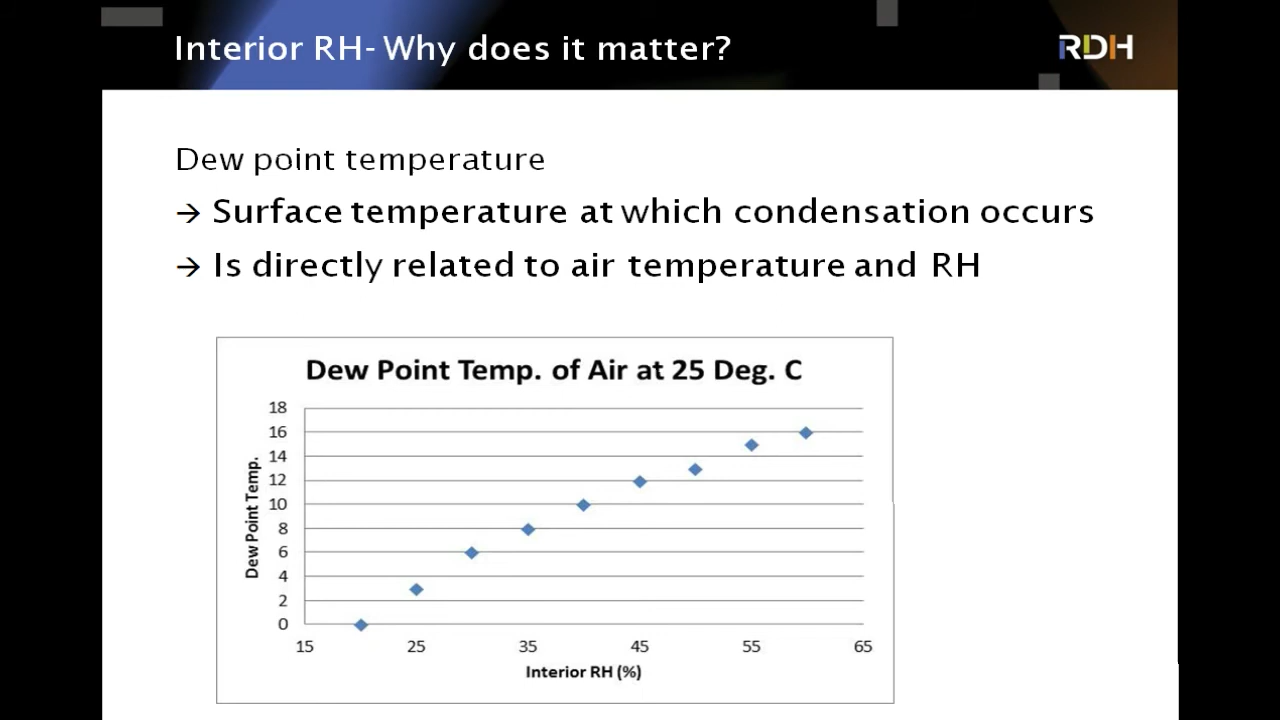 Interior RH- Why does it matter?
RDH
Dew point temperature
→ Surface temperature at which condensation occurs
→ Is directly related to air temperature and RH
Dew Point Temp. of Air at 25 Deg. C
18
16
14
12
10
8
6
4
2
0
Dew Point Temp.
15 25 35 45 55 65
Interior RH (%)